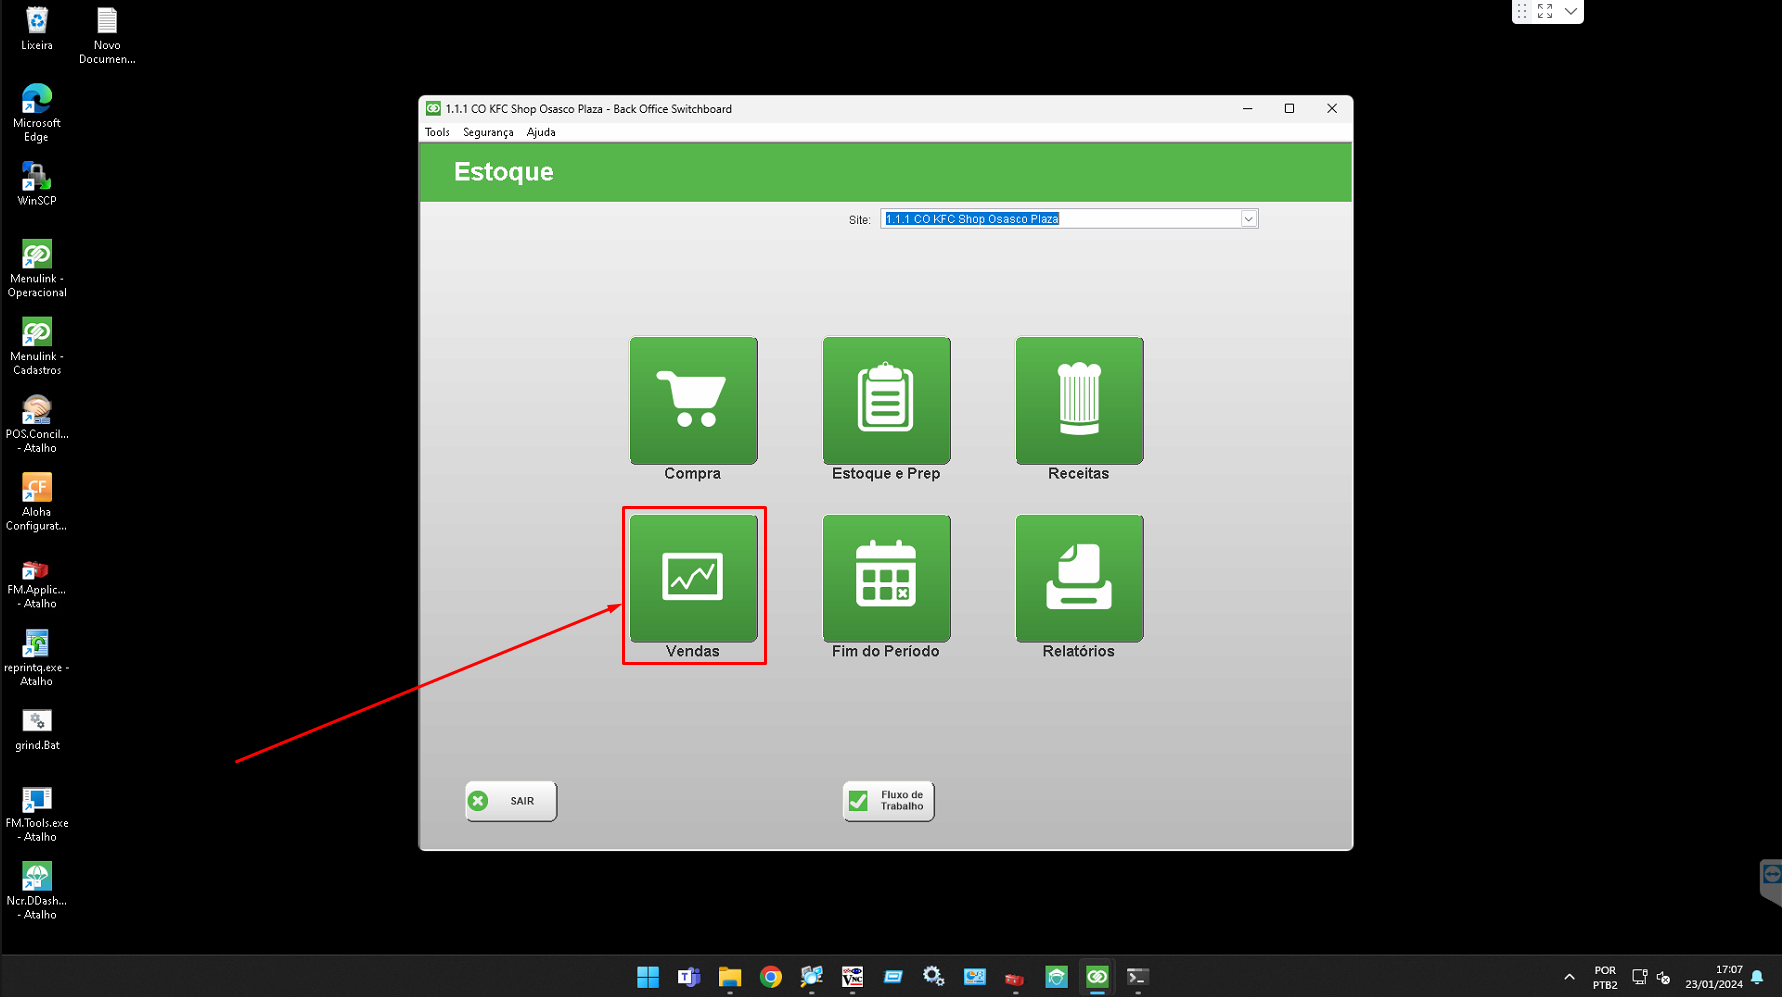 Lixeira
Novo
Documen...
Microsoft
Edge
WinSCP
Menulink -
Operacional
Menulink -
Cadastros
POS.Concil...
- Atalho
CF
Aloha
Configurat...
FM.Applic...
- Atalho
reprintq.exe -
Atalho
grind.Bat
FM.Tools.exe
- Atalho
Ncr.DDash...
- Atalho
1.1.1 CO KFC Shop Osasco Plaza - Back Office Switchboard
Tools Segurança Ajuda
Estoque
Site: 1.1.1 CO KFC Shop Osasco Plaza
Compra
Estoque e Prep
Receitas
Vendas
Fim do Período
Relatórios
SAIR
Fluxo de
Trabalho
POR
PTB2
17:07
23/01/2024